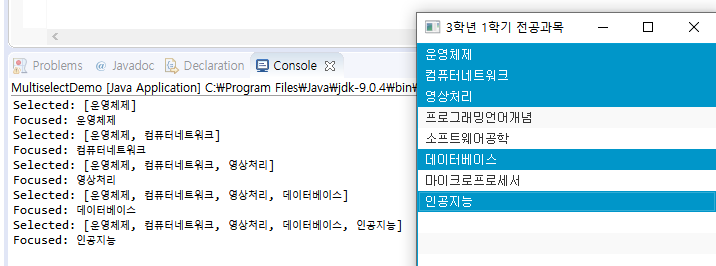 Problems @ Javadoc Declaration Console
MultiselectDemo [Java Application] C:₩Program Files₩Java₩jdk-9.0.4₩bin₩
Selected: [운영체제]
Focused: 운영체제
Selected: [운영체제, 컴퓨터네트워크]
Focused: 컴퓨터네트워크
Selected: [운영체제, 컴퓨터네트워크, 영상처리]
Focused: 영상처리
Selected: [운영체제, 컴퓨터네트워크, 영상처리, 데이터베이스]
Focused: 데이터베이스
Selected: [운영체제, 컴퓨터네트워크, 영상처리, 데이터베이스, 인공지능]
Focused: 인공지능
3학년 1학기 전공과목
운영체제
컴퓨터네트워크
영상처리
프로그래밍언어개념
소프트웨어공학
데이터베이스
마이크로프로세서
인공지능